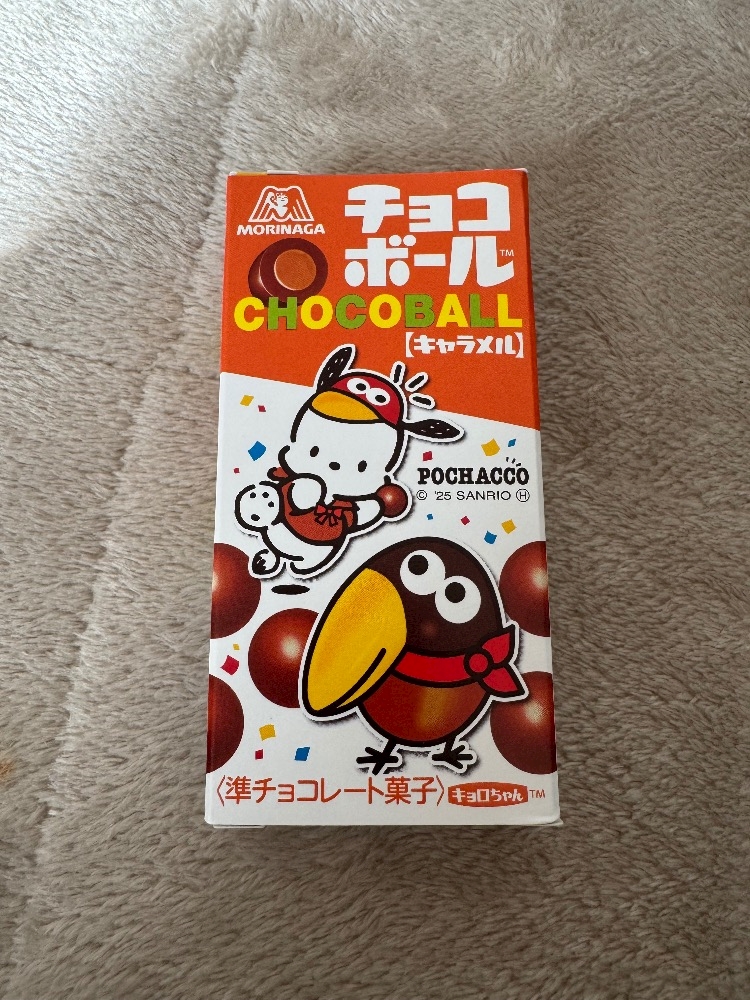 MORINAGA
チョコ
ボール™
CHOCOBALL
【キャラメル】
POCHACCO
© '25 SANRIO Ⓗ
〈準チョコレート菓子〉 キョロちゃん™